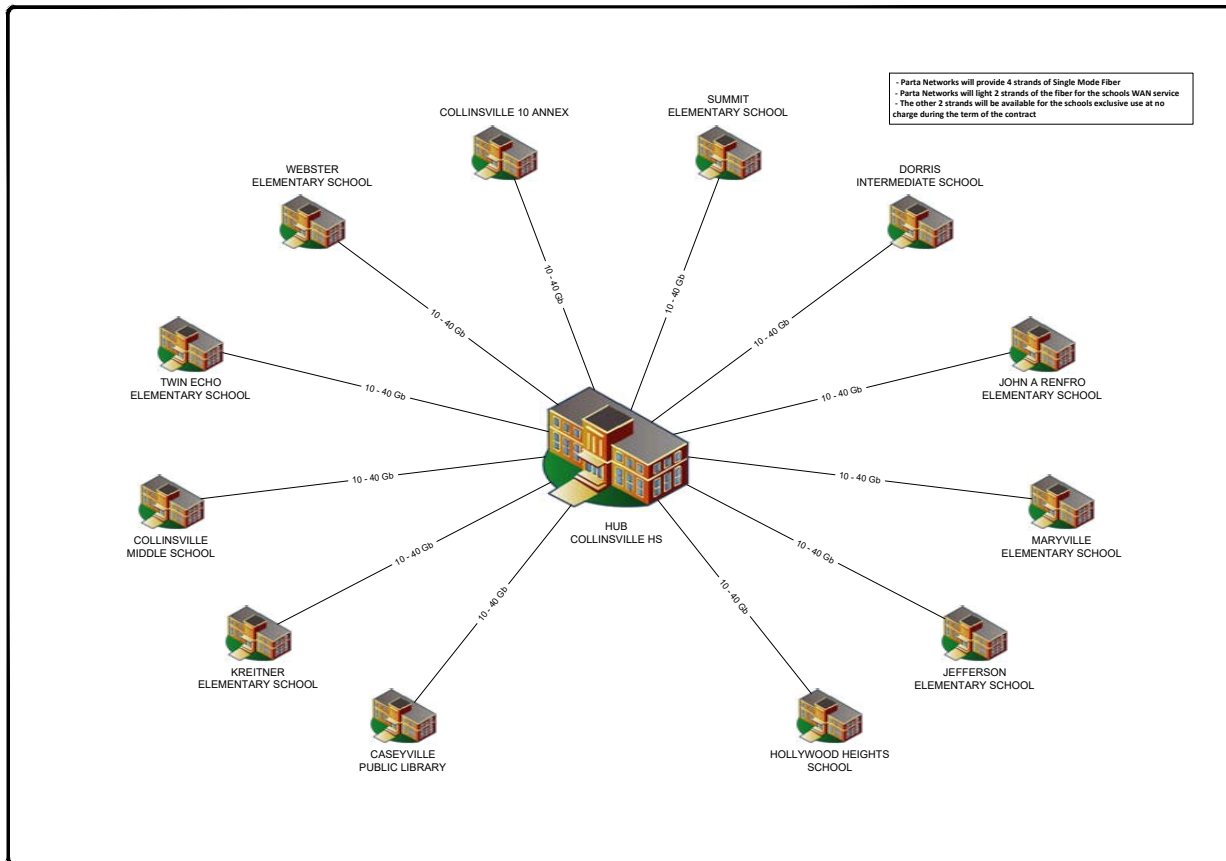 - Parta Networks will provide 4 strands of Single Mode Fiber
- Parta Networks will light 2 strands of the fiber for the schools WAN service
- The other 2 strands will be available for the schools exclusive use at no
charge during the term of the contract
SUMMIT
ELEMENTARY SCHOOL
COLLINSVILLE 10 ANNEX
WEBSTER
ELEMENTARY SCHOOL
DORRIS
INTERMEDIATE SCHOOL
10 - 40 Gb
10 - 40 Gb
10 - 40 Gb
10 - 40 Gb
TWIN ECHO
ELEMENTARY SCHOOL
JOHN A RENFRO
ELEMENTARY SCHOOL
10 - 40 Gb
10 - 40 Gb
10 - 40 Gb
10 - 40 Gb
COLLINSVILLE
MIDDLE SCHOOL
HUB
COLLINSVILLE HS
MARYVILLE
ELEMENTARY SCHOOL
10 - 40 Gb
10 - 40 Gb
10 - 40 Gb
10 - 40 Gb
KREITNER
ELEMENTARY SCHOOL
JEFFERSON
ELEMENTARY SCHOOL
CASEYVILLE
PUBLIC LIBRARY
HOLLYWOOD HEIGHTS
SCHOOL